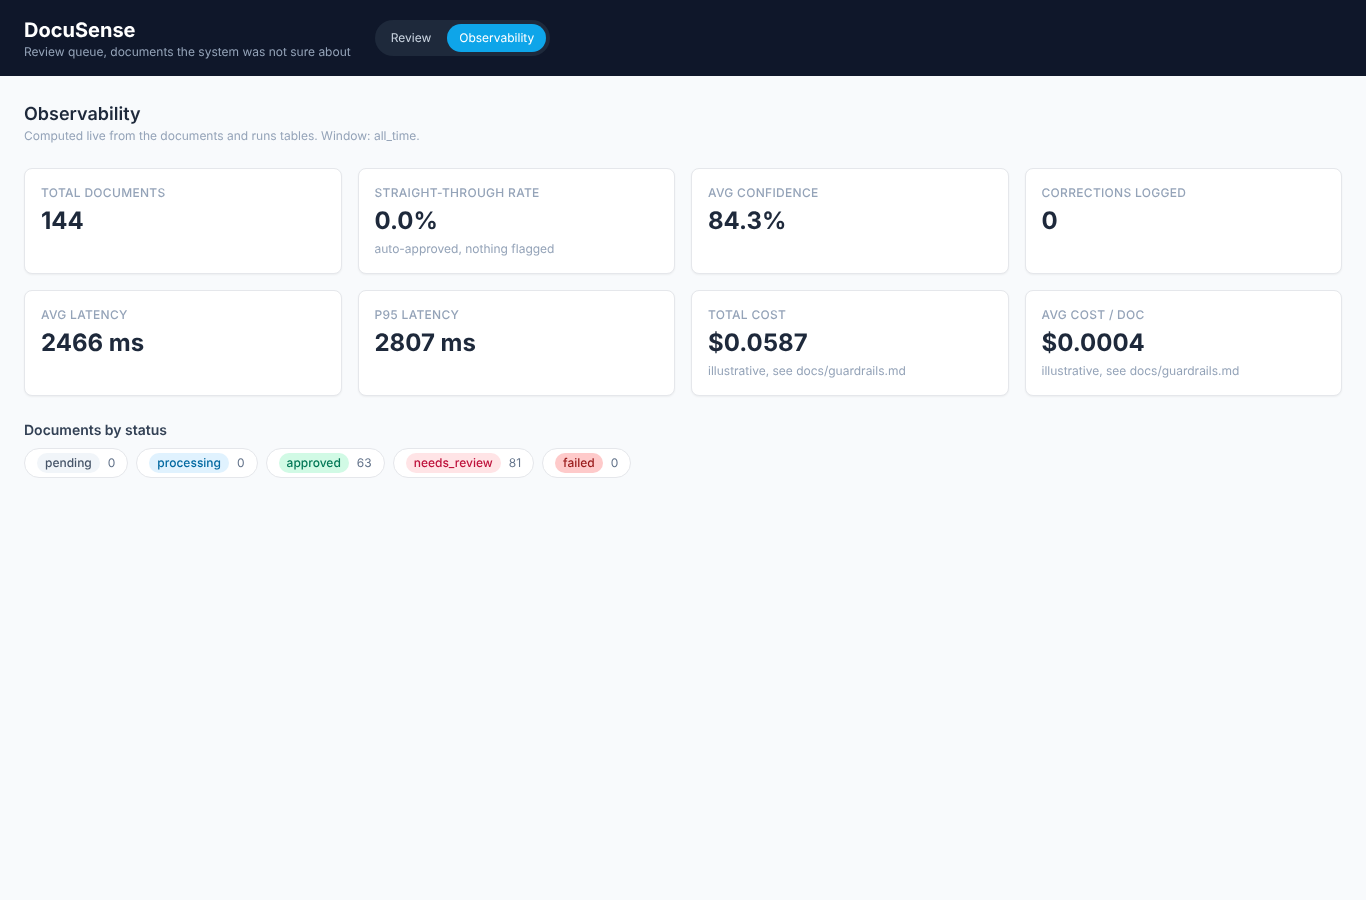 DocuSense
Review queue, documents the system was not sure about
Review
Observability
Observability
Computed live from the documents and runs tables. Window: all_time.
TOTAL DOCUMENTS
144
STRAIGHT-THROUGH RATE
0.0%
auto-approved, nothing flagged
AVG CONFIDENCE
84.3%
CORRECTIONS LOGGED
0
AVG LATENCY
2466 ms
P95 LATENCY
2807 ms
TOTAL COST
$0.0587
illustrative, see docs/guardrails.md
AVG COST / DOC
$0.0004
illustrative, see docs/guardrails.md
Documents by status
pending 0
processing 0
approved 63
needs_review 81
failed 0